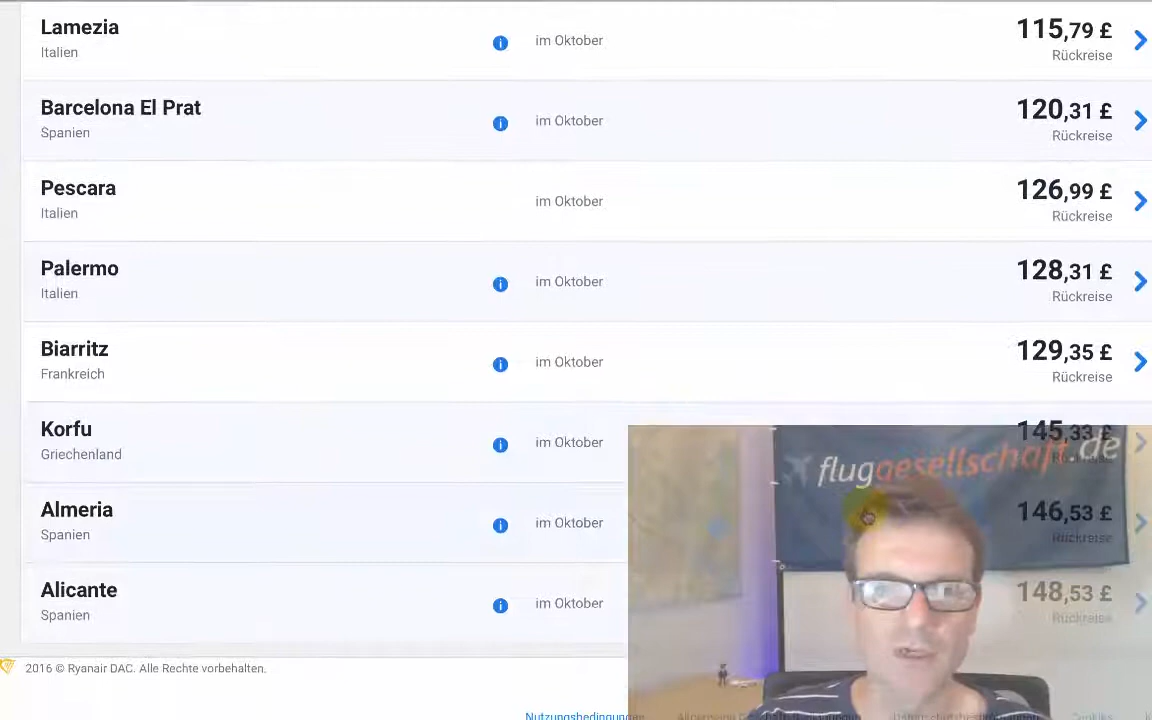 Lamezia
Italien
im Oktober
115,79 £
Rückreise
Barcelona El Prat
Spanien
im Oktober
120,31 £
Rückreise
Pescara
Italien
im Oktober
126,99 £
Rückreise
Palermo
Italien
im Oktober
128,31 £
Rückreise
Biarritz
Frankreich
im Oktober
129,35 £
Rückreise
Korfu
Griechenland
im Oktober
145,33 £
Rückreise
fluggesellschaft.de
Almeria
Spanien
im Oktober
146,53 £
Rückreise
Alicante
Spanien
im Oktober
148,53 £
Rückreise
2016 © Ryanair DAC. Alle Rechte vorbehalten.